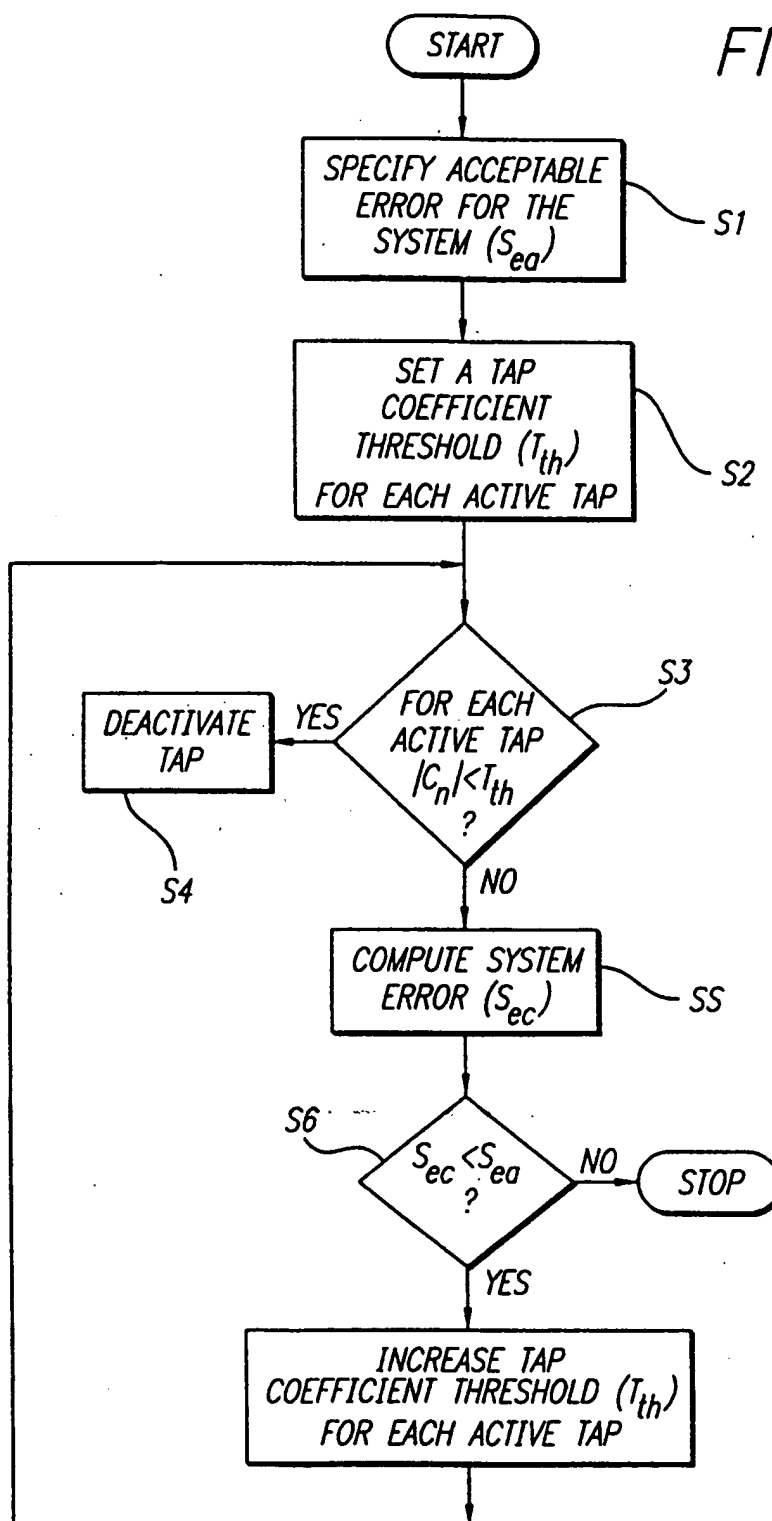 START
FI
SPECIFY ACCEPTABLE
ERROR FOR THE
SYSTEM (Sea)
S1
SET A TAP
COEFFICIENT
THRESHOLD (Tth)
FOR EACH ACTIVE TAP
S2
S3
FOR EACH
ACTIVE TAP
|Cn|<Tth
?
YES
DEACTIVATE
TAP
S4
NO
COMPUTE SYSTEM
ERROR (Sec)
SS
S6
Sec <Sea
?
NO
STOP
YES
INCREASE TAP
COEFFICIENT THRESHOLD (Tth)
FOR EACH ACTIVE TAP